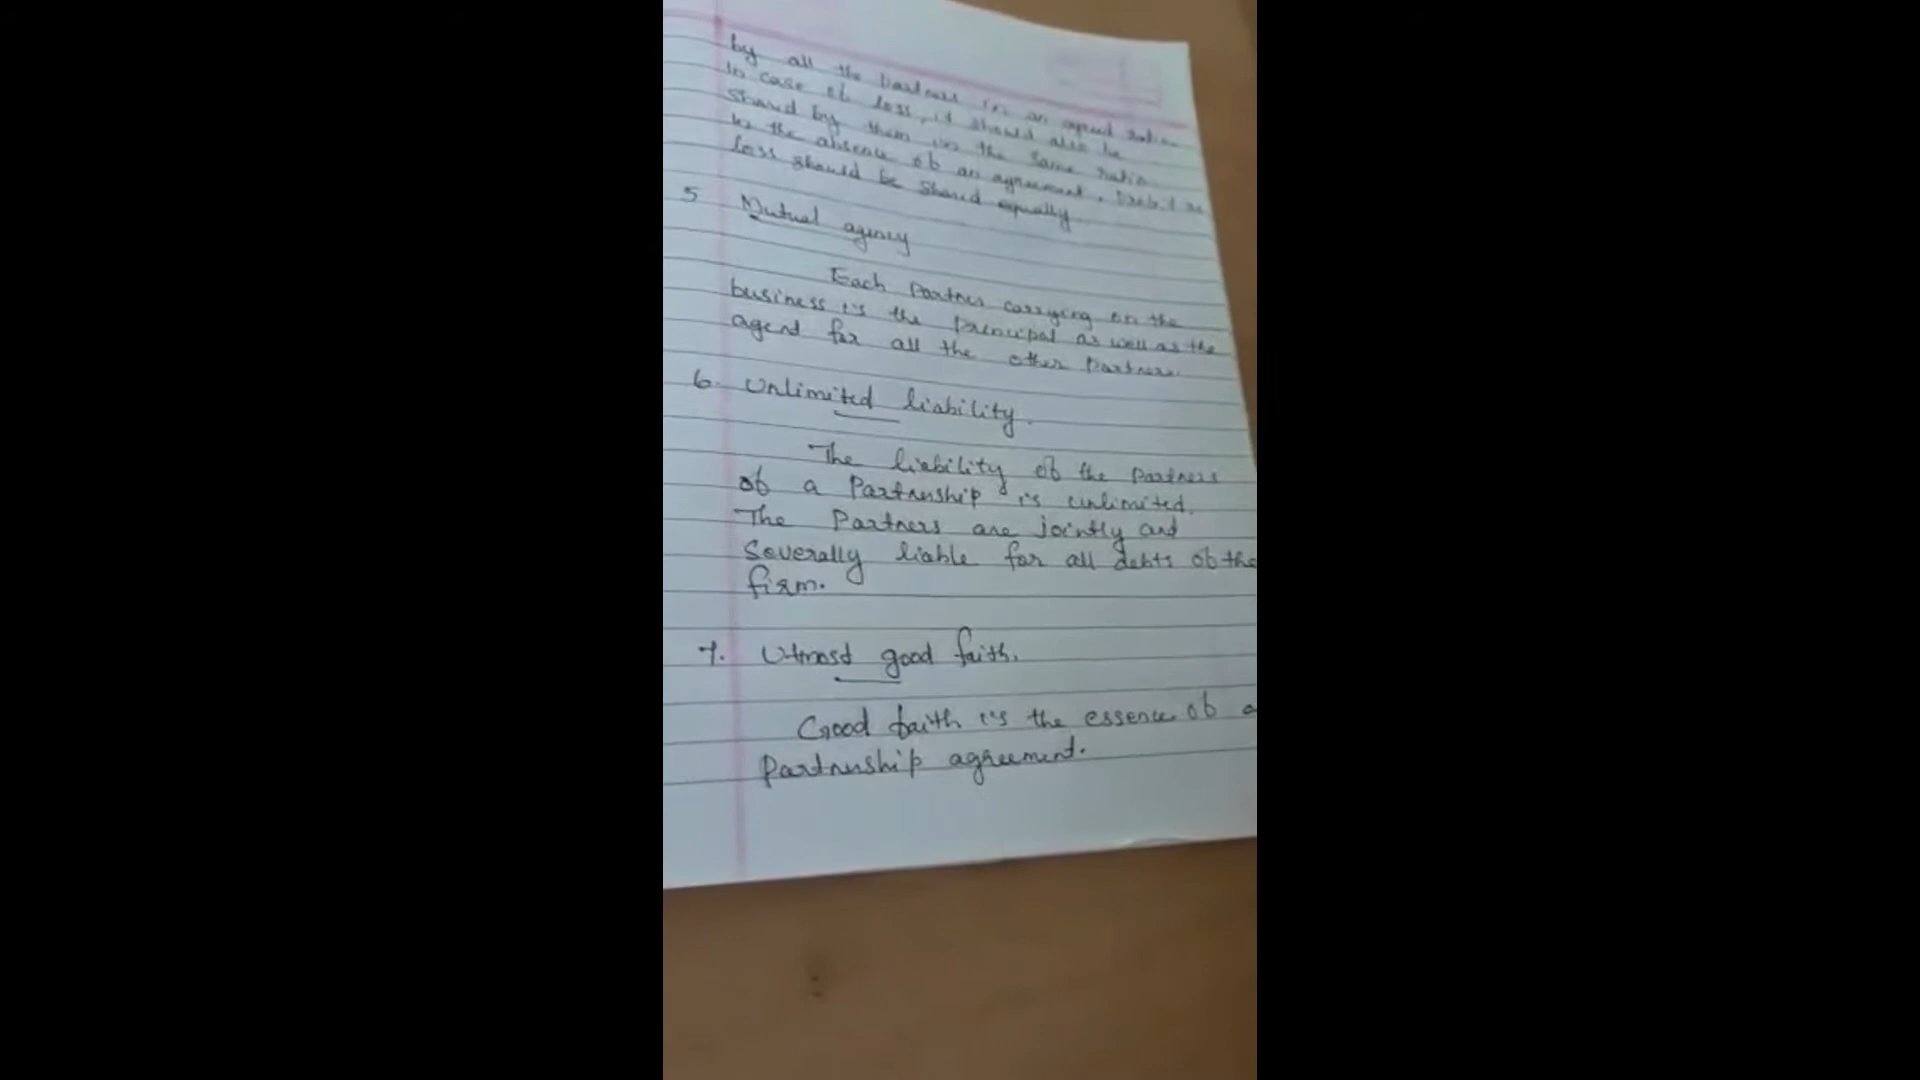 by all the Partners in an agreed ratio.
In case of loss, it should also be
shared by them in the same ratio.
In the absence of an agreement, Profit or
loss should be shared equally
5 Mutual agency
Each Partner carrying on the
business is the Principal as well as the
agent for all the other Partners.
6. Unlimited liability.
The liability of the Partners
of a Partnership is unlimited.
The Partners are jointly and
Severally liable for all debts of the
firm.
7. Utmost good faith.
Good faith is the essence of a
Partnership agreement.